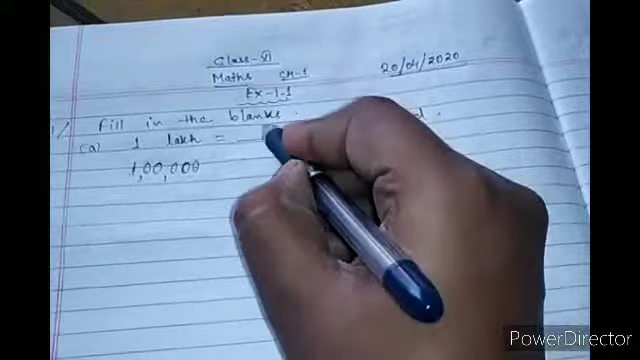 Class-VI
Maths CH-1 20/04/2020
Ex-1.1
1/ Fill in the blanks.
(a) 1 lakh =
1,00,000
PowerDirector